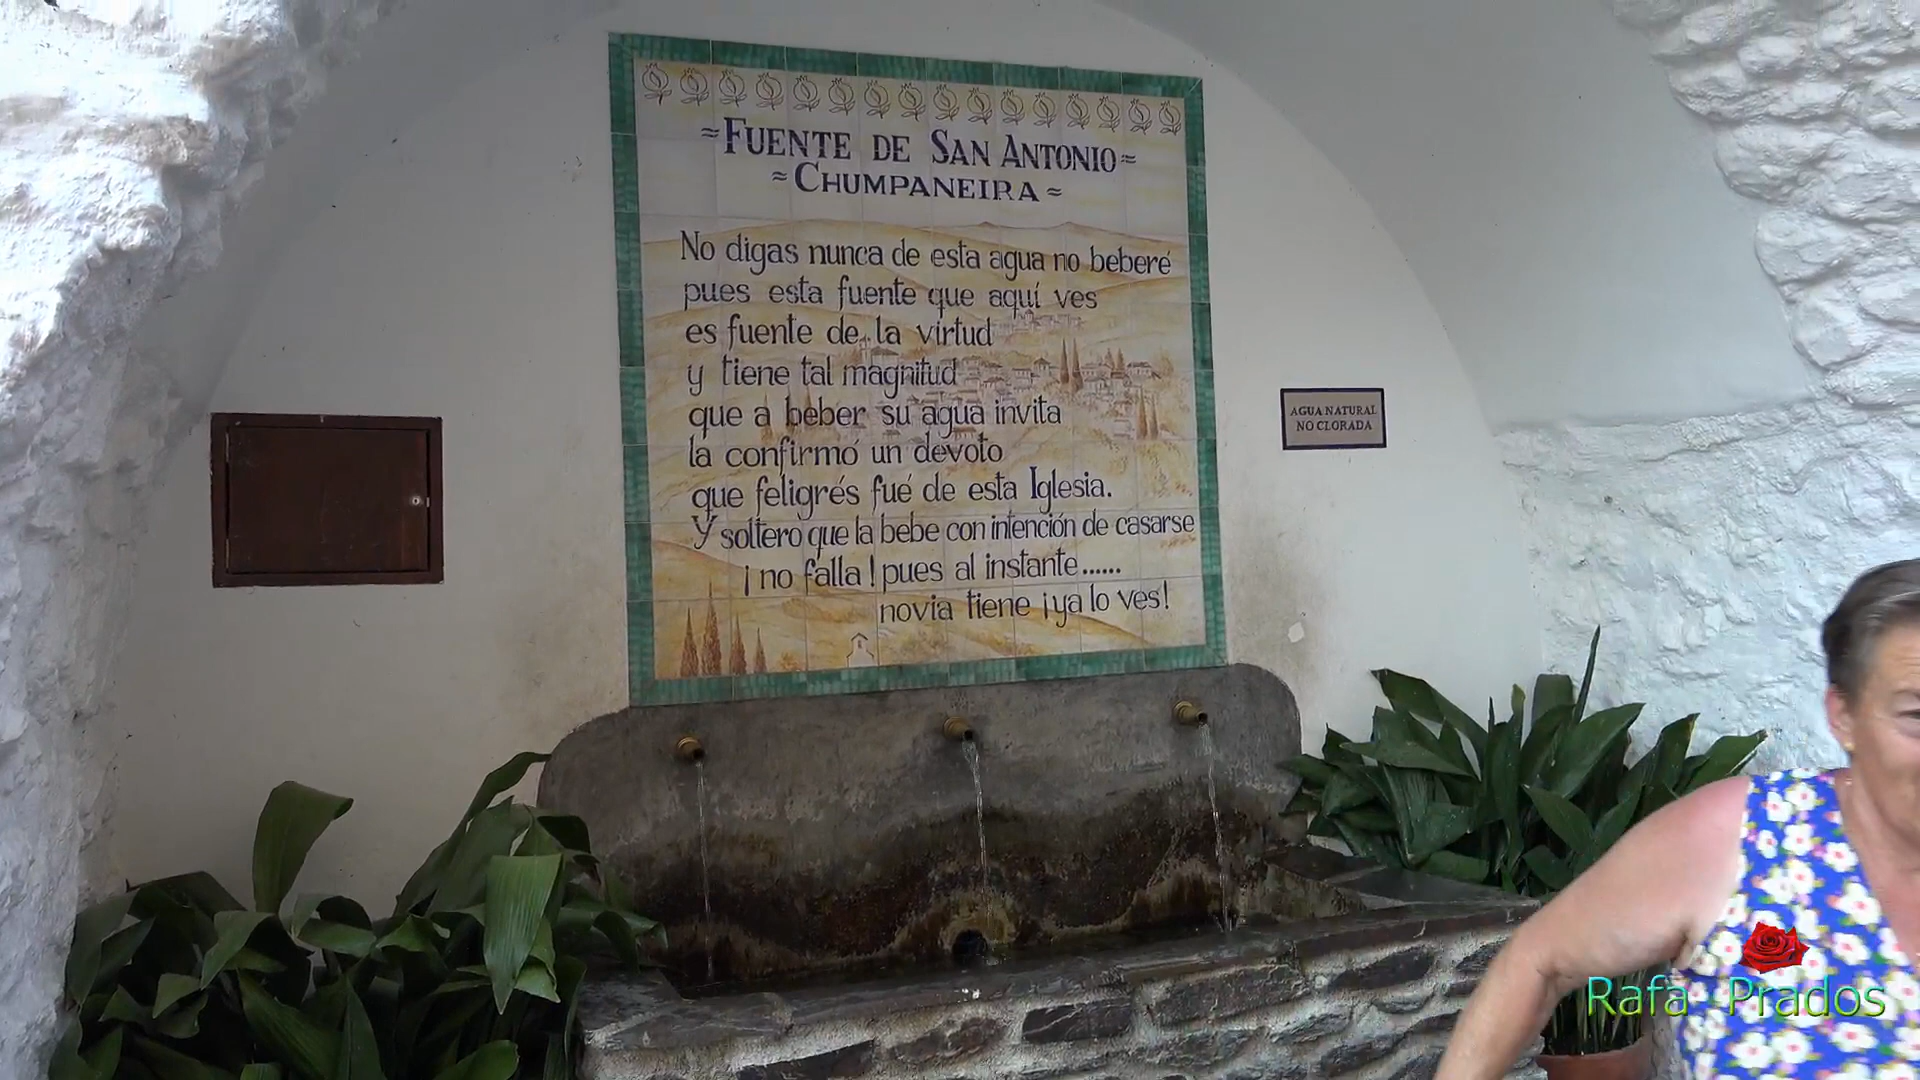 ≈FUENTE DE SAN ANTONIO≈
≈CHUMPANEIRA≈
No digas nunca de esta agua no beberé
pues esta fuente que aquí ves
es fuente de la virtud
y tiene tal magnitud
que a beber su agua invita
la confirmó un devoto
que feligrés fué de esta Iglesia.
Y soltero que la bebe con intención de casarse
¡no falla! pues al instante......
novia tiene ¡ya lo ves!
AGUA NATURAL
NO CLORADA
Rafa Prados